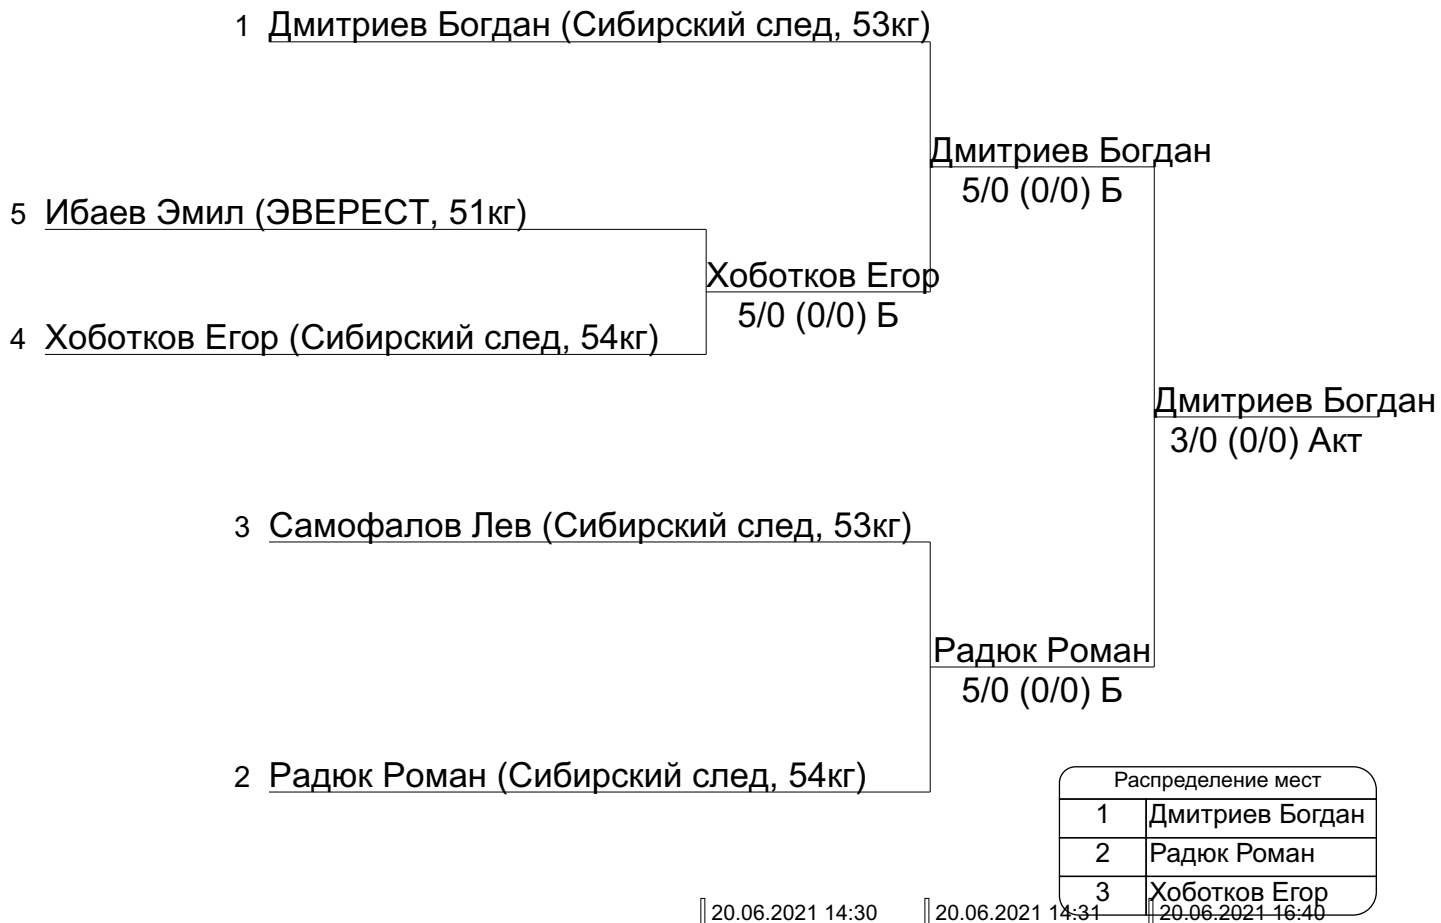 1 Дмитриев Богдан (Сибирский след, 53кг)
Дмитриев Богдан
5/0 (0/0) Б
5 Ибаев Эмил (ЭВЕРЕСТ, 51кг)
Хоботков Егор
5/0 (0/0) Б
4 Хоботков Егор (Сибирский след, 54кг)
Дмитриев Богдан
3/0 (0/0) Акт
3 Самофалов Лев (Сибирский след, 53кг)
Радюк Роман
5/0 (0/0) Б
2 Радюк Роман (Сибирский след, 54кг)
Распределение мест
1 Дмитриев Богдан
2 Радюк Роман
3 Хоботков Егор
20.06.2021 14:30 20.06.2021 14:31 20.06.2021 16:40